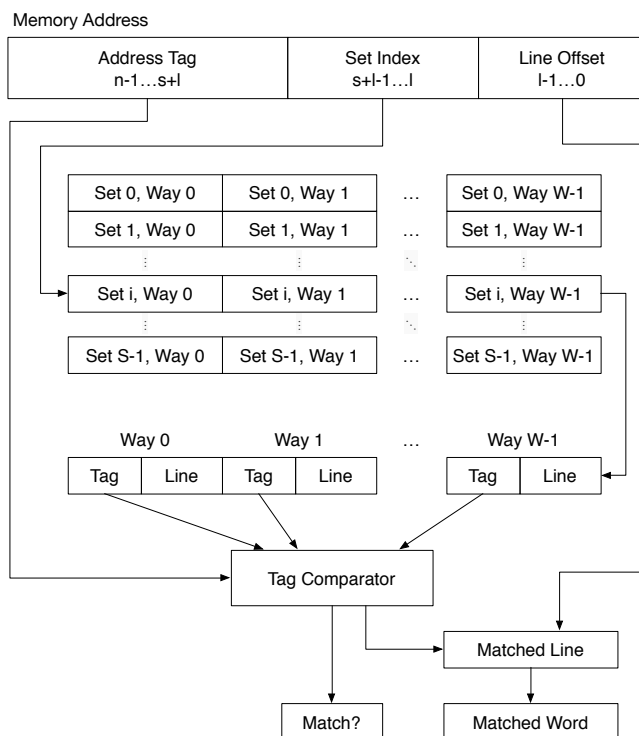 Memory Address
Address Tag Set Index Line Offset
n-1…s+l s+l-1…l l-1…0
Set 0, Way 0 Set 0, Way 1 … Set 0, Way W-1
Set 1, Way 0 Set 1, Way 1 … Set 1, Way W-1
⋮ ⋮ ⋱ ⋮
Set i, Way 0 Set i, Way 1 … Set i, Way W-1
⋮ ⋮ ⋱ ⋮
Set S-1, Way 0 Set S-1, Way 1 … Set S-1, Way W-1
Way 0 Way 1 … Way W-1
Tag Line Tag Line Tag Line
Tag Comparator
Matched Line
Match? Matched Word